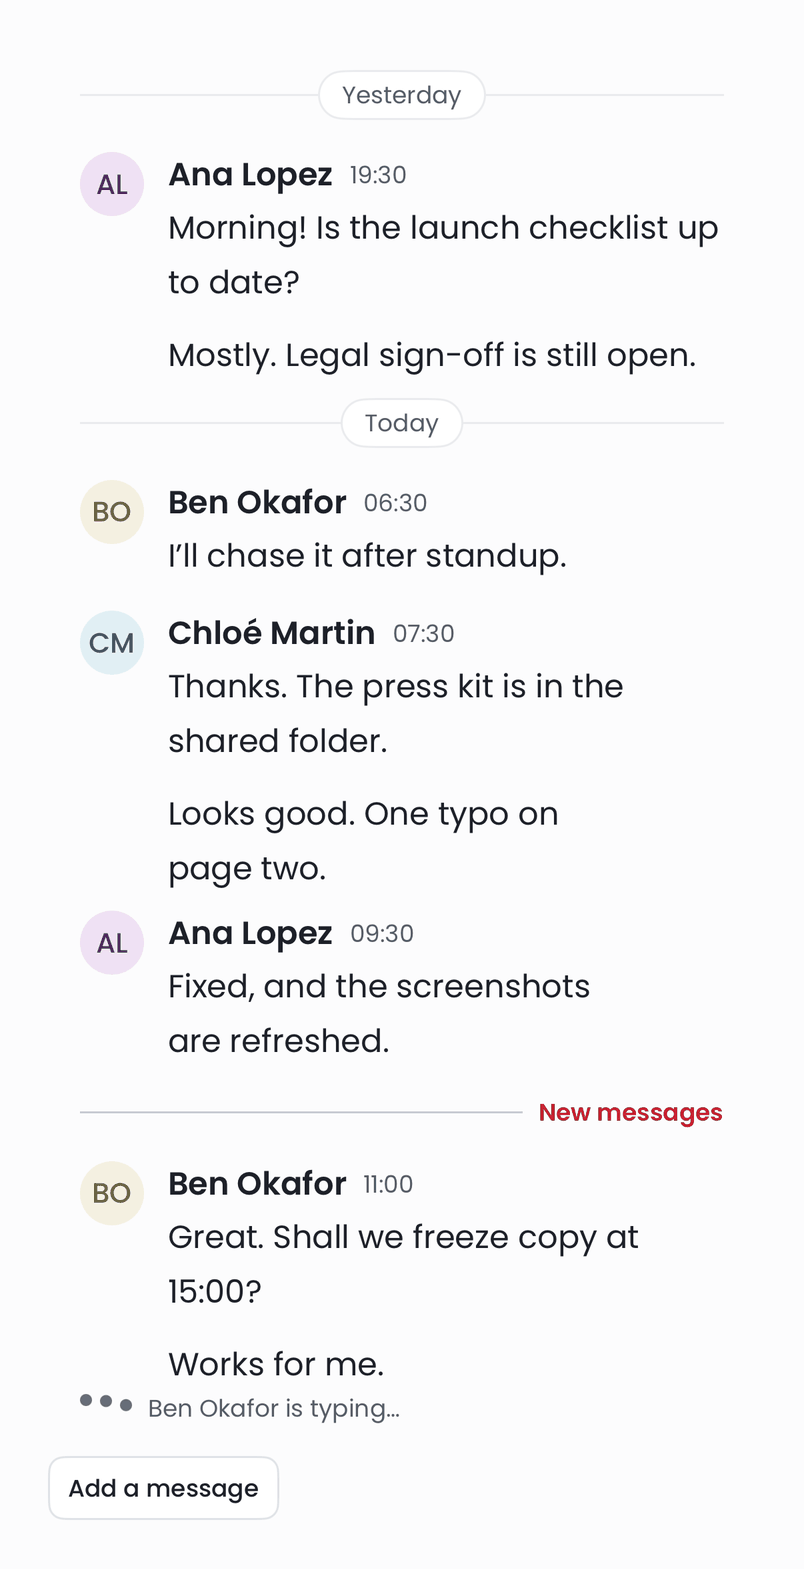 Yesterday
AL
Ana Lopez 19:30
Morning! Is the launch checklist up
to date?
Mostly. Legal sign-off is still open.
Today
BO
Ben Okafor 06:30
I’ll chase it after standup.
CM
Chloé Martin 07:30
Thanks. The press kit is in the
shared folder.
Looks good. One typo on
page two.
AL
Ana Lopez 09:30
Fixed, and the screenshots
are refreshed.
New messages
BO
Ben Okafor 11:00
Great. Shall we freeze copy at
15:00?
Works for me.
Ben Okafor is typing…
Add a message